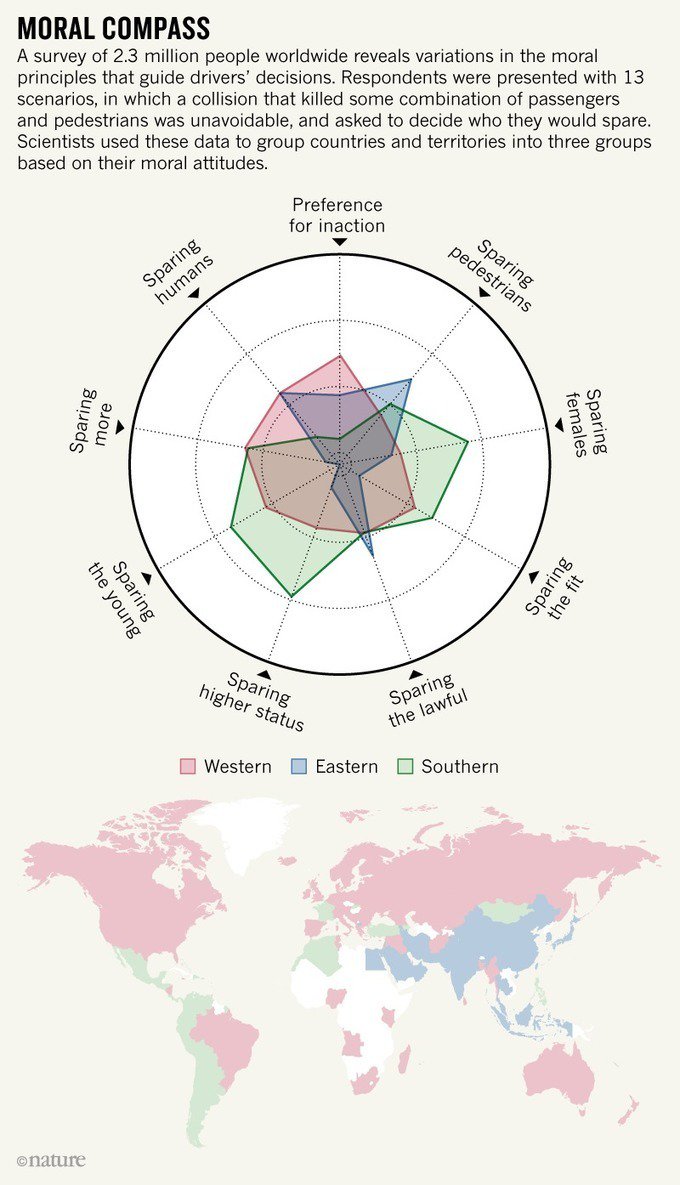 MORAL COMPASS
A survey of 2.3 million people worldwide reveals variations in the moral
principles that guide drivers’ decisions. Respondents were presented with 13
scenarios, in which a collision that killed some combination of passengers
and pedestrians was unavoidable, and asked to decide who they would spare.
Scientists used these data to group countries and territories into three groups
based on their moral attitudes.
Preference
for inaction
Sparing
pedestrians
Sparing
females
Sparing
the fit
Sparing
the lawful
Sparing
higher status
Sparing
the young
Sparing
more
Sparing
humans
Western
Eastern
Southern
©nature